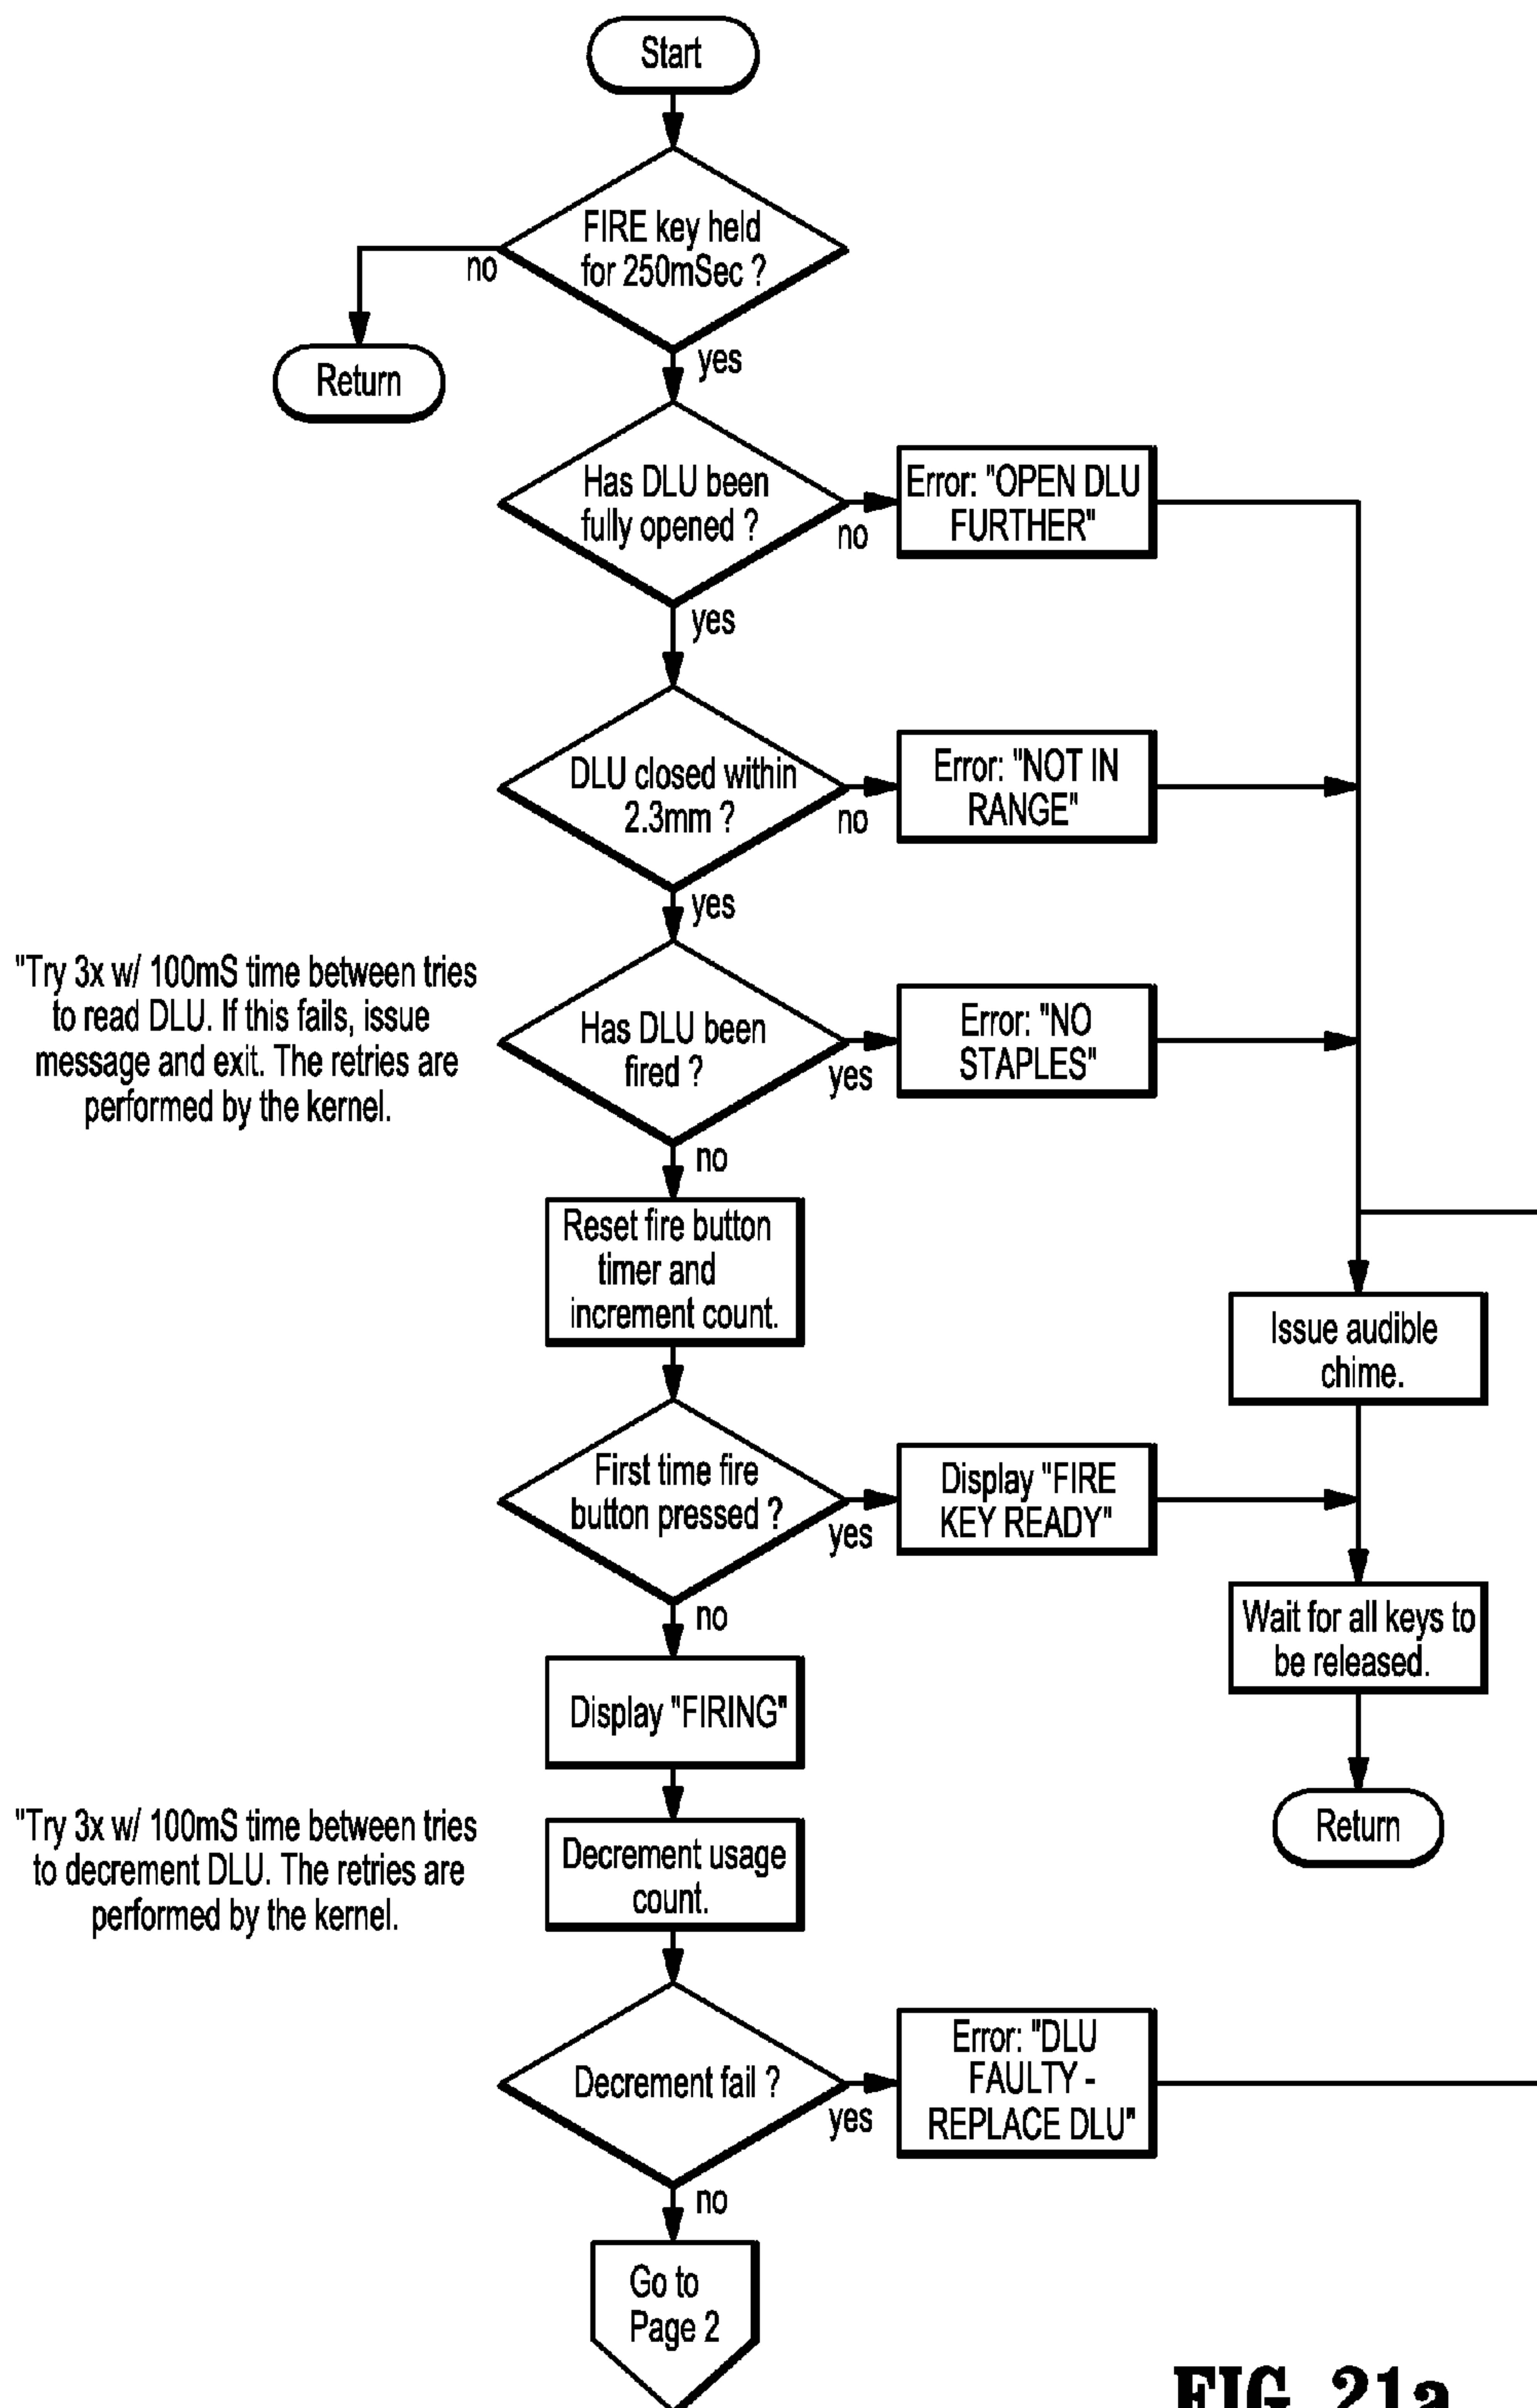 Start
FIRE key held
for 250mSec ?
no
yes
Return
Has DLU been
fully opened ?
no
yes
Error: "OPEN DLU
FURTHER"
DLU closed within
2.3mm ?
no
yes
Error: "NOT IN
RANGE"
"Try 3x w/ 100mS time between tries
to read DLU. If this fails, issue
message and exit. The retries are
performed by the kernel.
Has DLU been
fired ?
yes
no
Error: "NO
STAPLES"
Reset fire button
timer and
increment count.
Issue audible
chime.
First time fire
button pressed ?
yes
no
Display "FIRE
KEY READY"
Wait for all keys to
be released.
Display "FIRING"
Return
"Try 3x w/ 100mS time between tries
to decrement DLU. The retries are
performed by the kernel.
Decrement usage
count.
Decrement fail ?
yes
no
Error: "DLU
FAULTY -
REPLACE DLU"
Go to
Page 2
FIG. 21a